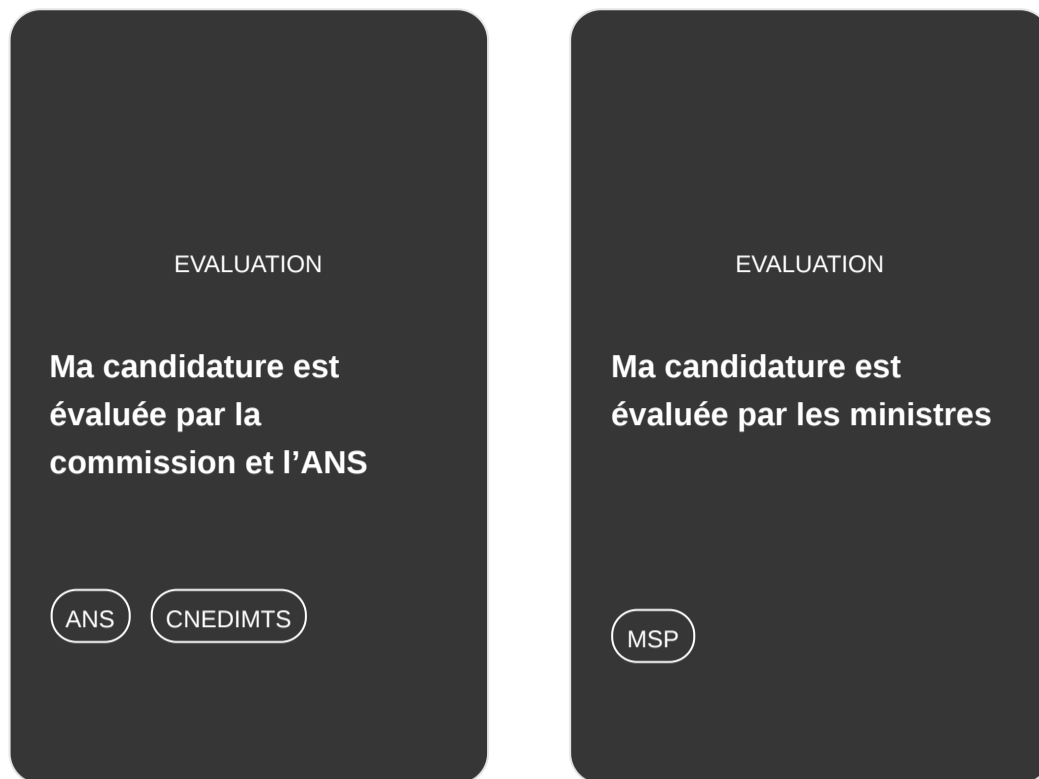 EVALUATION
Ma candidature est
évaluée par la
commission et l’ANS
ANS
CNEDIMTS
EVALUATION
Ma candidature est
évaluée par les ministres
MSP